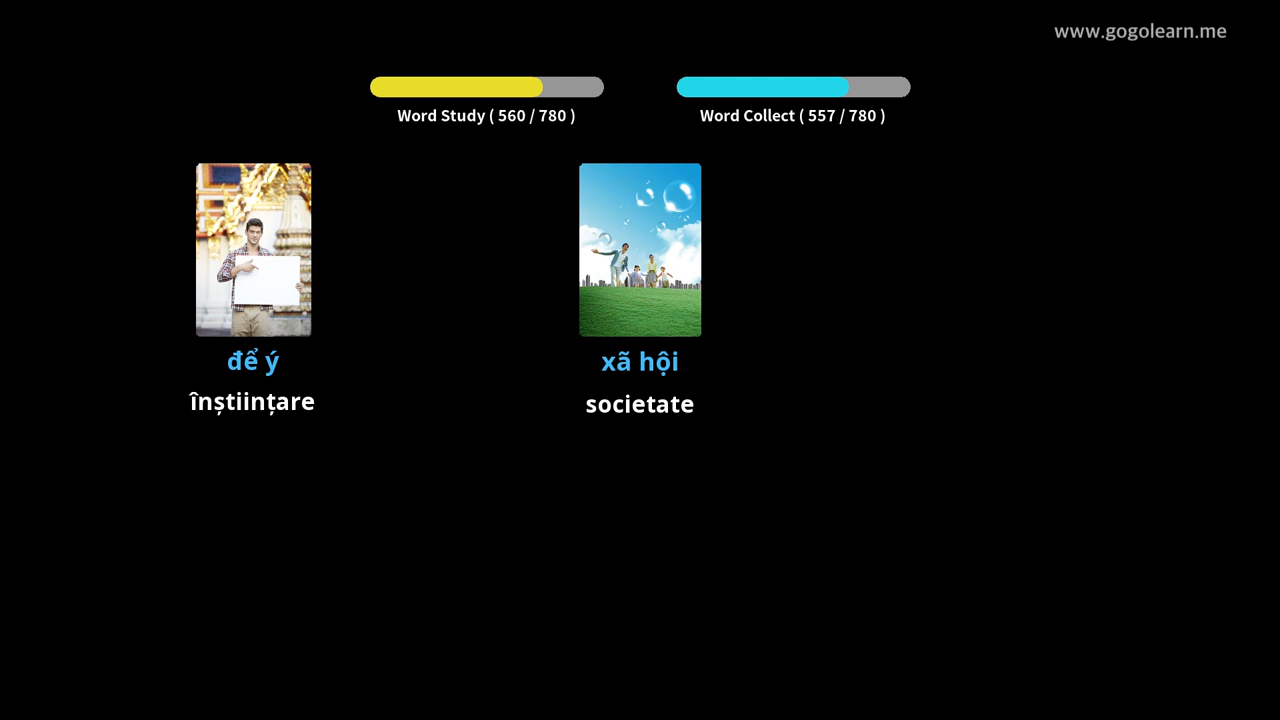 www.gogolearn.me
Word Study ( 560 / 780 )
Word Collect ( 557 / 780 )
để ý
înștiințare
xã hội
societate